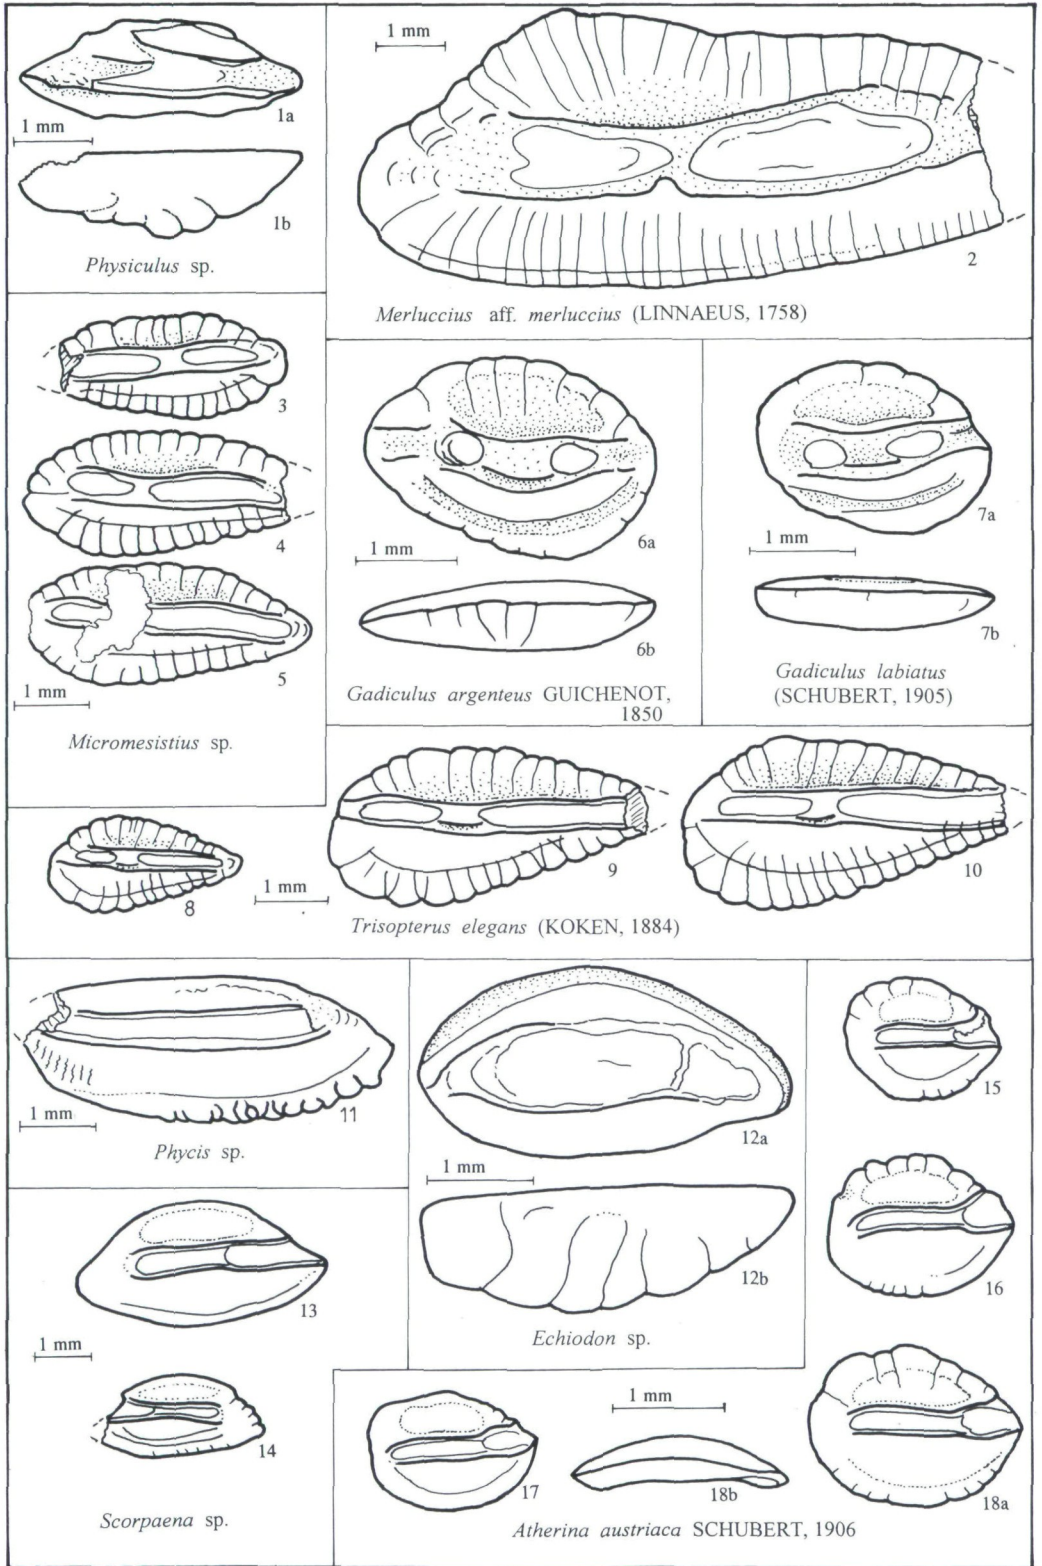 1a
1 mm
1b
Physiculus sp.
1 mm
2
Merluccius aff. merluccius (LINNAEUS, 1758)
3
4
5
1 mm
Micromesistius sp.
6a
1 mm
6b
Gadiculus argenteus GUICHENOT,
1850
7a
1 mm
7b
Gadiculus labiatus
(SCHUBERT, 1905)
8
1 mm
9
10
Trisopterus elegans (KOKEN, 1884)
11
1 mm
Phycis sp.
12a
1 mm
12b
Echiodon sp.
13
1 mm
14
Scorpaena sp.
15
16
17
1 mm
18b
18a
Atherina austriaca SCHUBERT, 1906